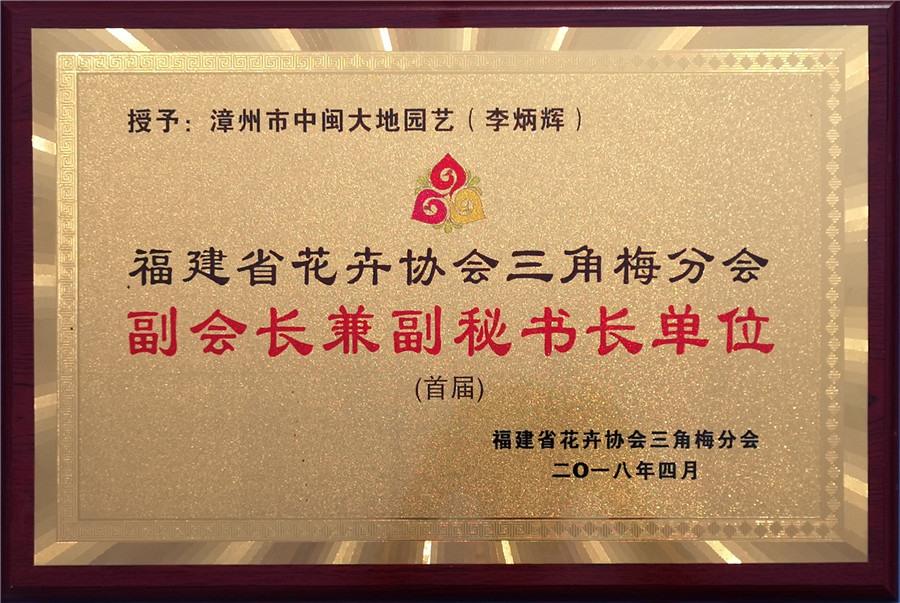 授予：漳州市中闽大地园艺（李炳辉）
福建省花卉协会三角梅分会
副会长兼副秘书长单位
(首届)
福建省花卉协会三角梅分会
二O一八年四月